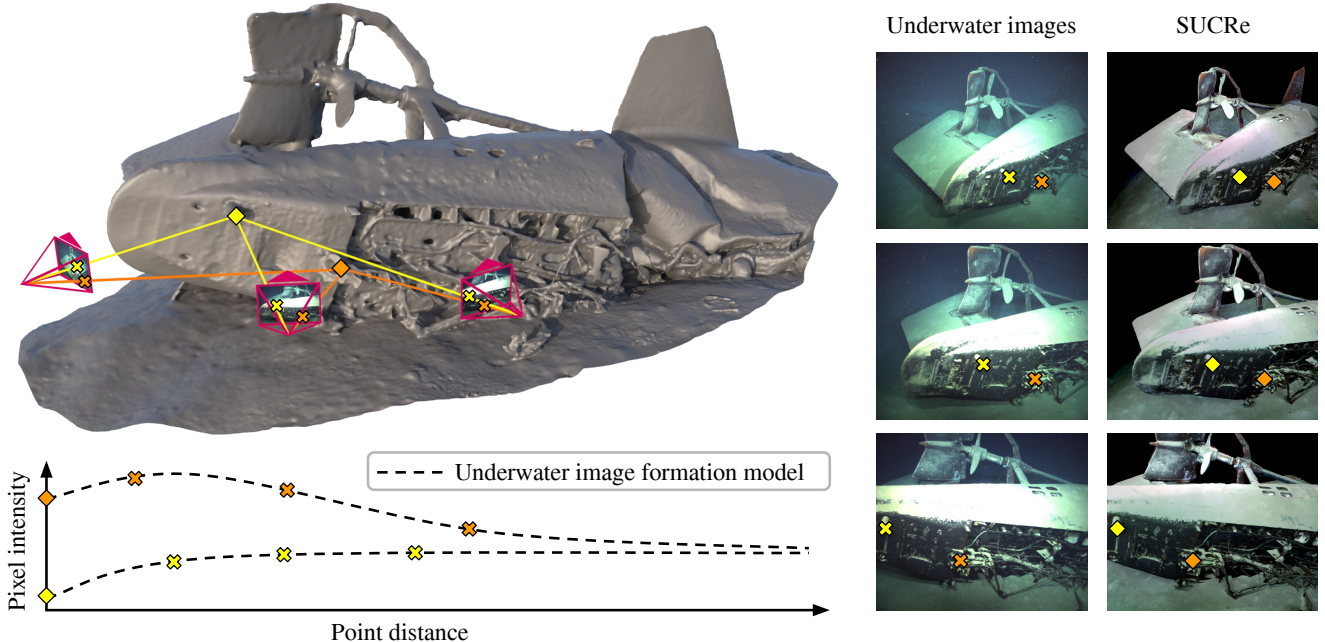 Underwater images
SUCRe
Underwater image formation model
Pixel intensity
Point distance